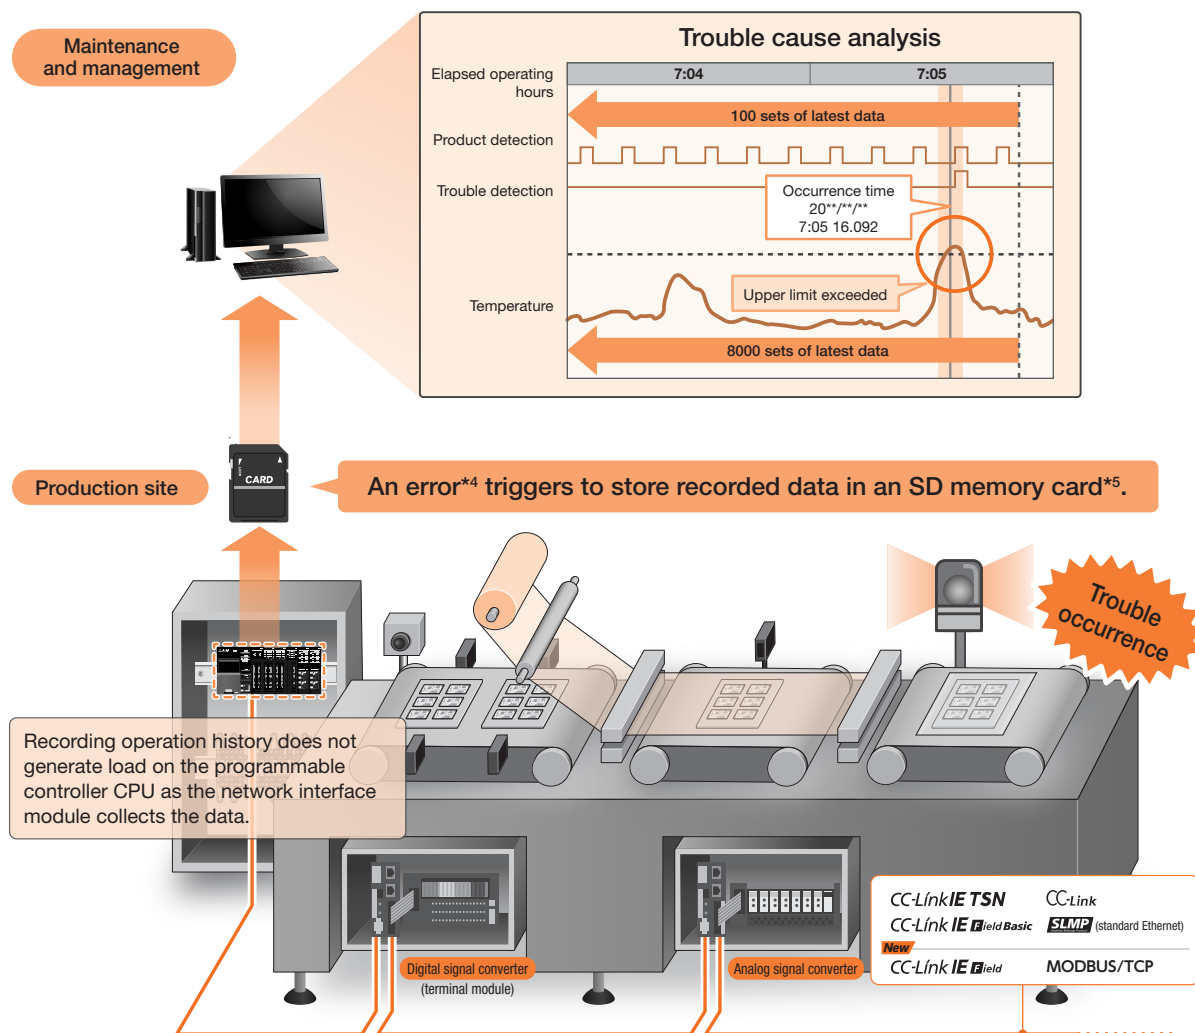 Maintenance
and management
Trouble cause analysis
Elapsed operating
hours
7:04
7:05
100 sets of latest data
Product detection
Trouble detection
Occurrence time
20**/**/**
7:05 16.092
Upper limit exceeded
Temperature
8000 sets of latest data
Production site
CARD
An error*4 triggers to store recorded data in an SD memory card*5.
Trouble
occurrence
Recording operation history does not
generate load on the programmable
controller CPU as the network interface
module collects the data.
Digital signal converter
(terminal module)
Analog signal converter
CC-Link IE TSN
CC-Link
CC-Link IE Field Basic
SLMP (standard Ethernet)
New
CC-Link IE Field
MODBUS/TCP